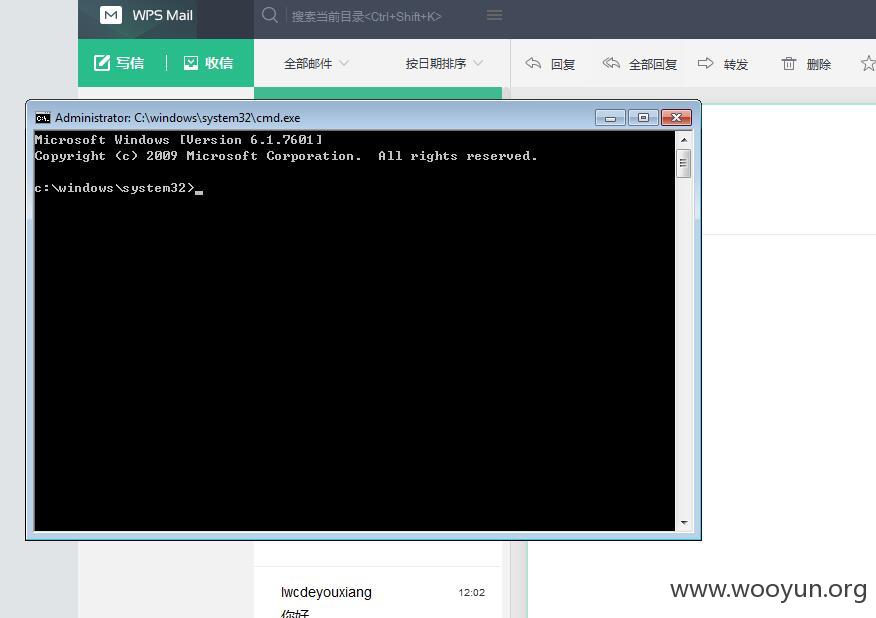 WPS Mail
搜索当前目录<Ctrl+Shift+K>
写信
收信
全部邮件
按日期排序
回复
全部回复
转发
删除
Administrator: C:\windows\system32\cmd.exe
Microsoft Windows [Version 6.1.7601]
Copyright (c) 2009 Microsoft Corporation.  All rights reserved.
c:\windows\system32>_
lwcdeyouxiang
12:02
你好
www.wooyun.org